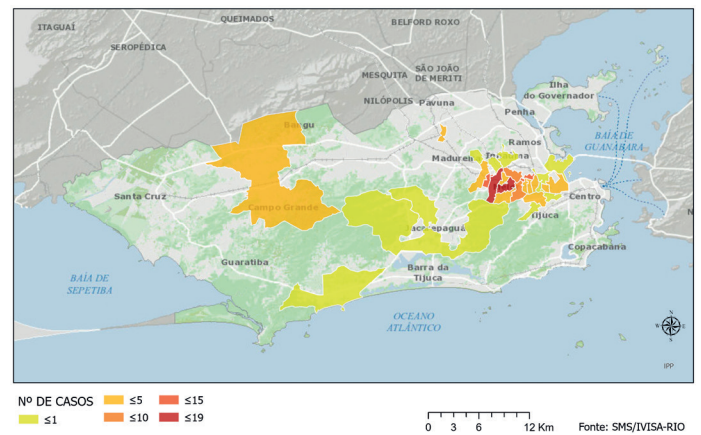 ITAGUAÍ
QUEIMADOS
BELFORD ROXO
SEROPÉDICA
SÃO JOÃO
DE MERITI
MESQUITA
NILÓPOLIS
Pavuna
Ilha
do Governador
Penha
Bangu
Ramos
BAÍA DE
GUANABARA
Madureira
Santa Cruz
Centro
Campo Grande
Tijuca
Jacarepaguá
Copacabana
Guaratiba
Barra da
Tijuca
BAÍA DE
SEPETIBA
OCEANO
ATLÂNTICO
N
W
E
S
IPP
Nº DE CASOS
≤1
≤5
≤10
≤15
≤19
0 3 6 12 Km
Fonte: SMS/IVISA-RIO